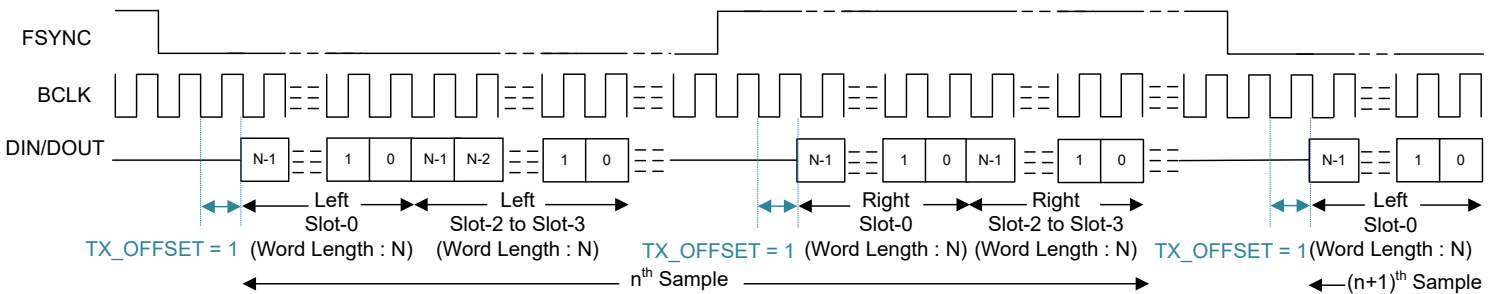 FSYNC
BCLK
DIN/DOUT
N-1 1 0 N-1 N-2 1 0 N-1 1 0 N-1 1 0 N-1 1 0
Left Left Right Right Left
Slot-0 Slot-2 to Slot-3 Slot-0 Slot-2 to Slot-3 Slot-0
TX_OFFSET = 1 (Word Length : N) (Word Length : N) TX_OFFSET = 1 (Word Length : N) (Word Length : N) TX_OFFSET = 1 (Word Length : N)
nth Sample (n+1)th Sample